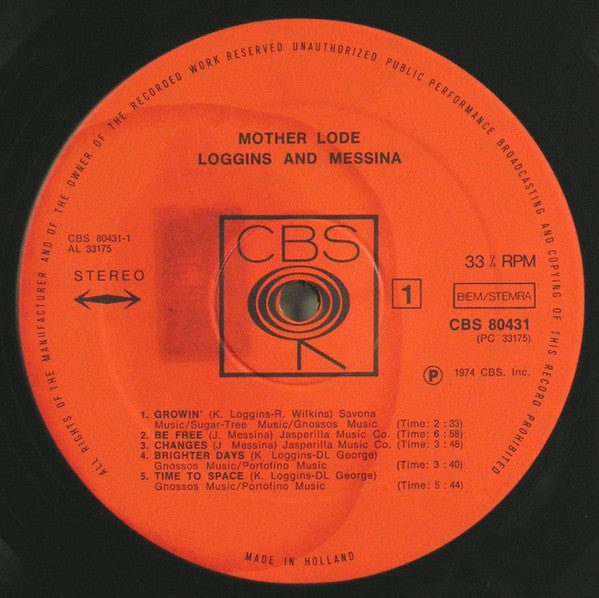 ALL RIGHTS OF THE MANUFACTURER AND OF THE OWNER OF THE RECORDED WORK RESERVED UNAUTHORIZED PUBLIC PERFORMANCE BROADCASTING AND COPYING OF THIS RECORD PROHIBITED
MOTHER LODE
LOGGINS AND MESSINA
CBS 80431-1
AL 33175
STEREO
CBS
1
33 ⅓ RPM
BIEM/STEMRA
CBS 80431
(PC 33175)
P 1974 CBS. Inc.
1. GROWIN' (K. Loggins-R. Wilkins) Savona
Music/Sugar-Tree Music/Gnossos Music (Time: 2 : 33)
2. BE FREE (J. Messina) Jasperilla Music Co. (Time: 6 : 58)
3. CHANGES (J Messina) Jasperilla Music Co. (Time: 3 : 48)
4. BRIGHTER DAYS (K. Loggins-DL George)
Gnossos Music/Portofino Music (Time: 3 : 40)
5. TIME TO SPACE (K. Loggins-DL George)
Gnossos Music/Portofino Music (Time: 5 : 44)
MADE IN HOLLAND